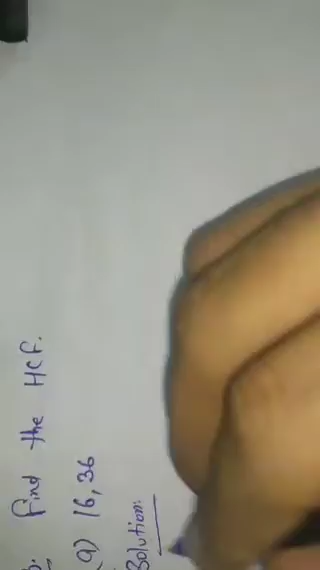 Find the HCF.
(a) 16, 36
Solution: